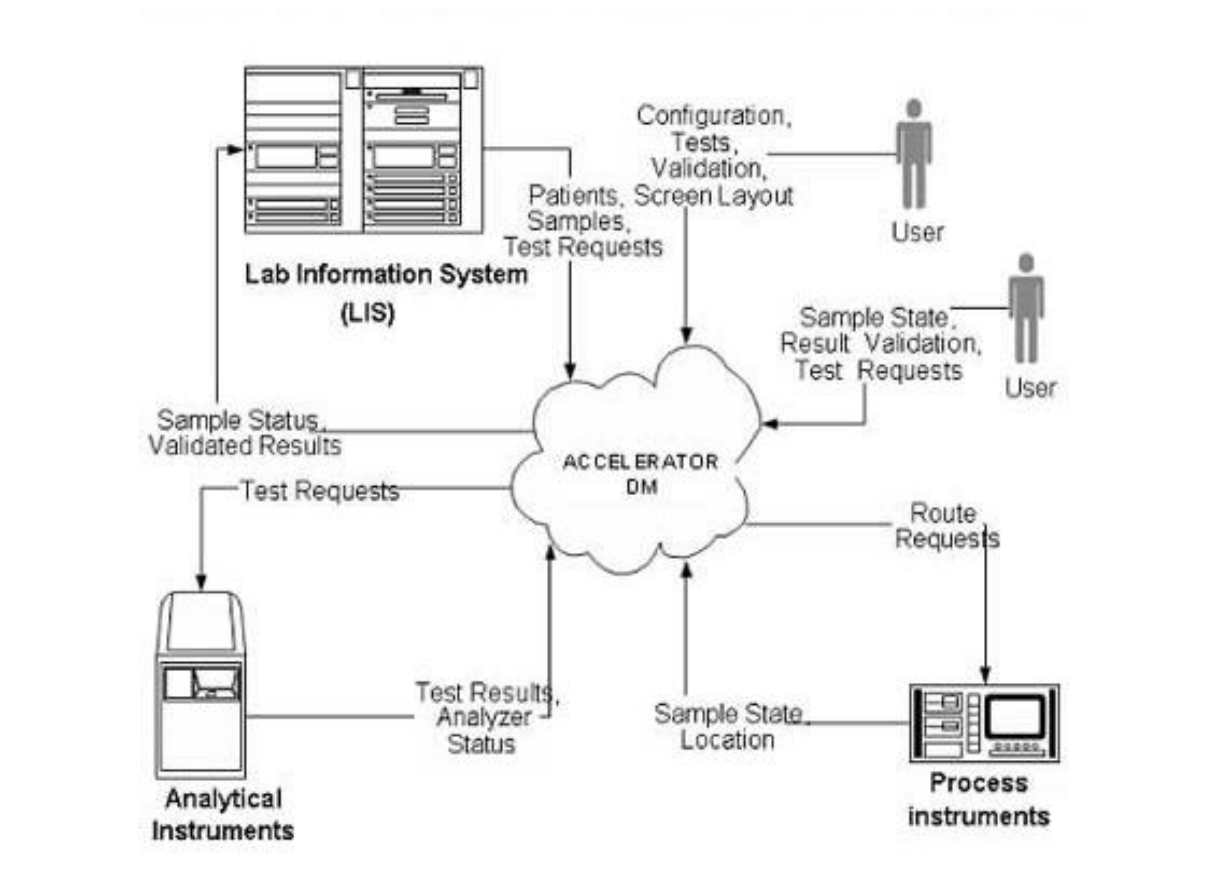 Configuration,
Tests,
Validation,
Screen Layout
User
Patients,
Samples,
Test Requests
Lab Information System
(LIS)
Sample State,
Result Validation,
Test Requests
User
Sample Status,
Validated Results
ACCELERATOR
DM
Test Requests
Route
Requests
Test Results,
Analyzer
Status
Sample State,
Location
Analytical
Instruments
Process
instruments